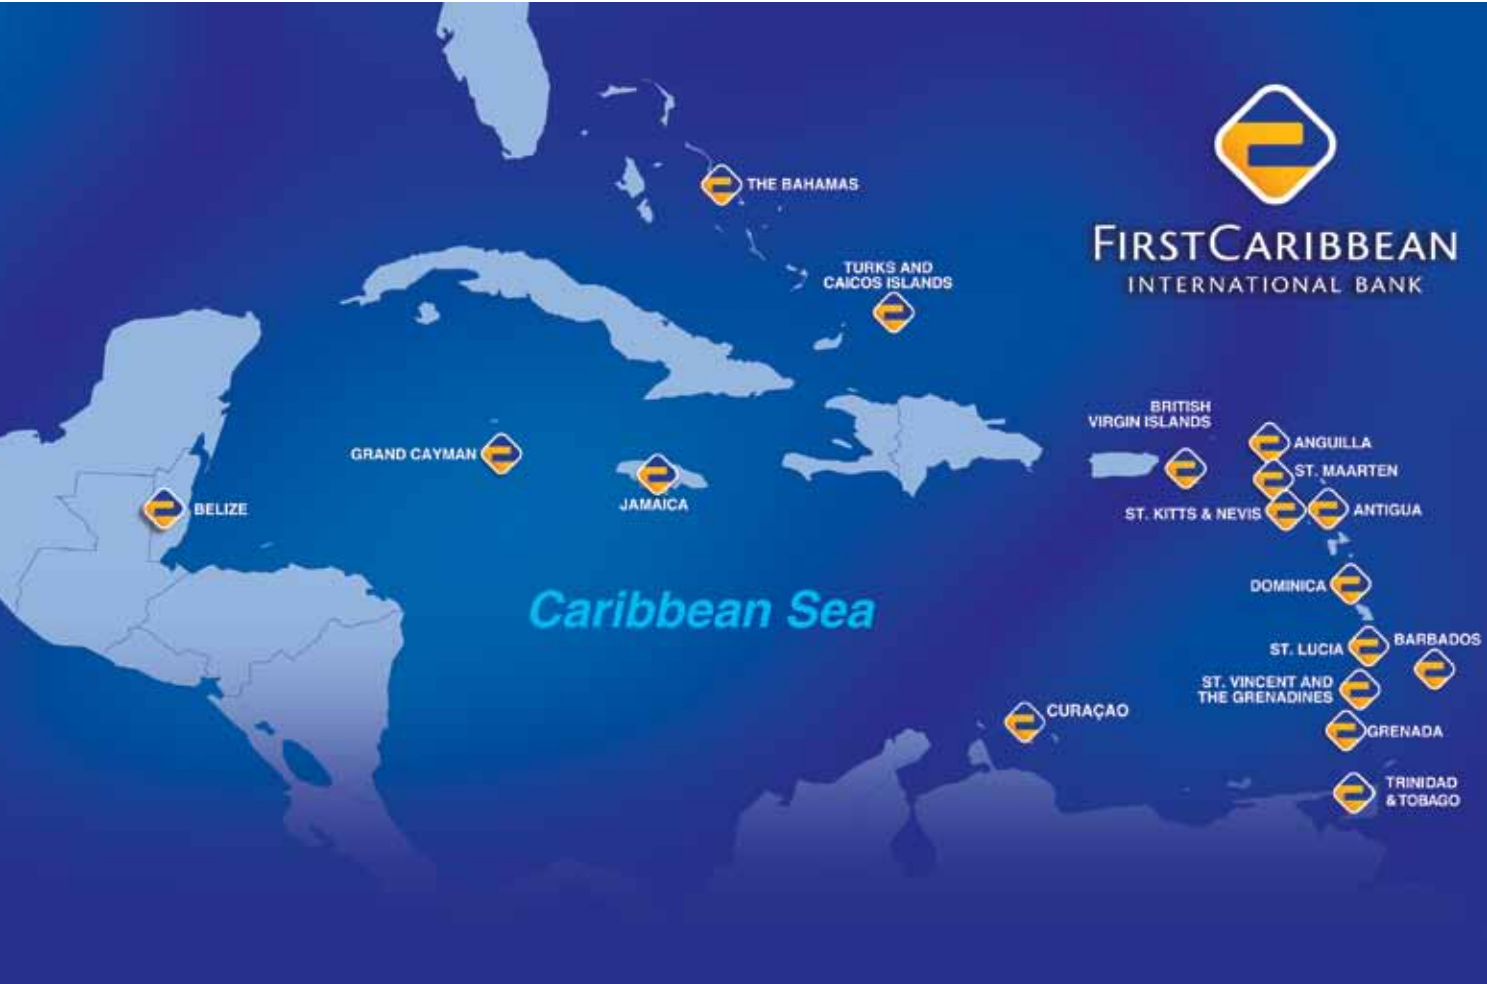 THE BAHAMAS
FIRSTCARIBBEAN
INTERNATIONAL BANK
TURKS AND
CAICOS ISLANDS
BRITISH
VIRGIN ISLANDS
ANGUILLA
GRAND CAYMAN
ST. MAARTEN
JAMAICA
BELIZE
ST. KITTS & NEVIS
ANTIGUA
DOMINICA
Caribbean Sea
BARBADOS
ST. LUCIA
ST. VINCENT AND
THE GRENADINES
CURAÇAO
GRENADA
TRINIDAD
& TOBAGO